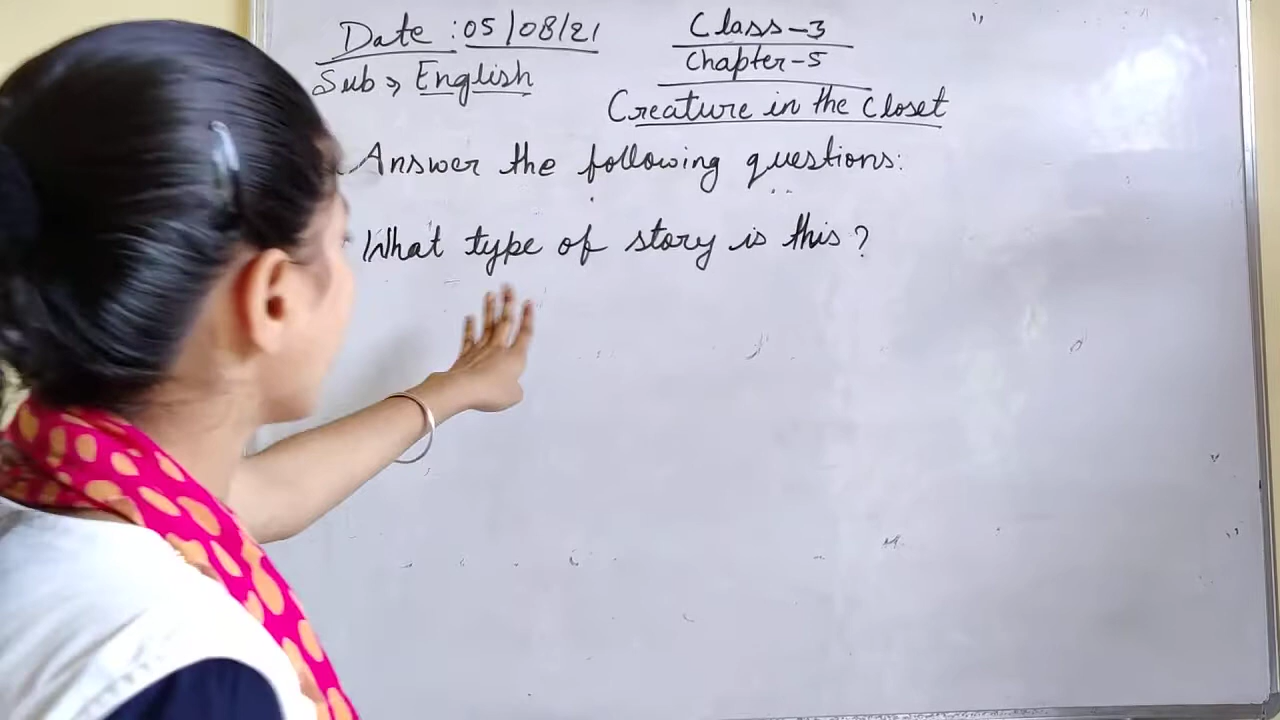 Date : 05/08/21
Class-3
Sub > English
Chapter-5
Creature in the Closet
Answer the following questions:
What type of story is this?